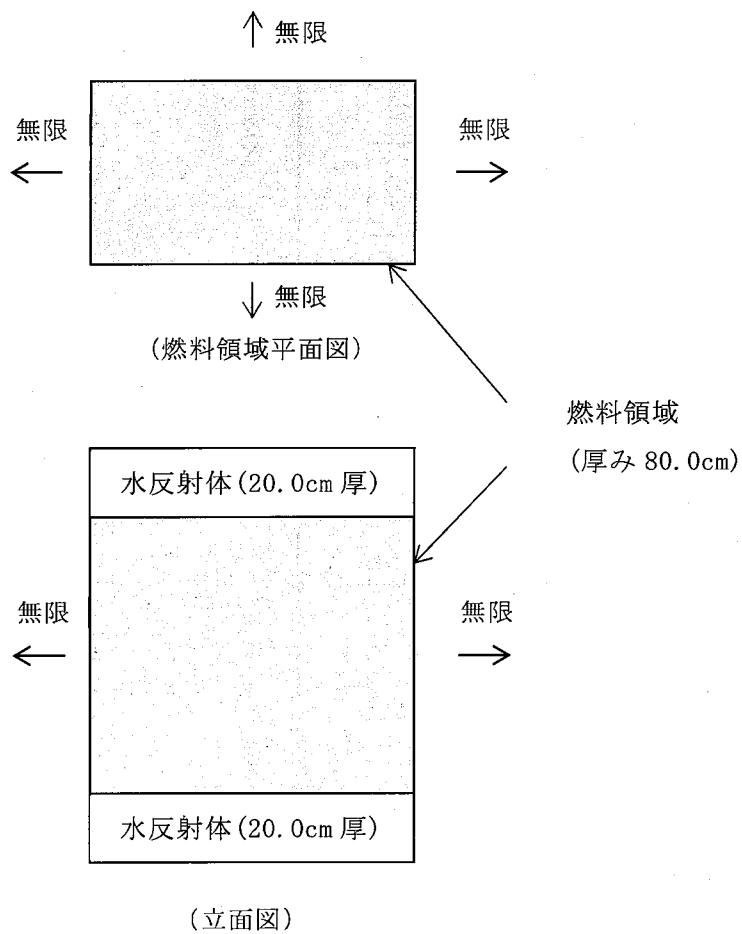 無限
無限
無限
無限
(燃料領域平面図)
燃料領域
(厚み 80.0cm)
水反射体(20.0cm 厚)
無限
無限
水反射体(20.0cm 厚)
(立面図)